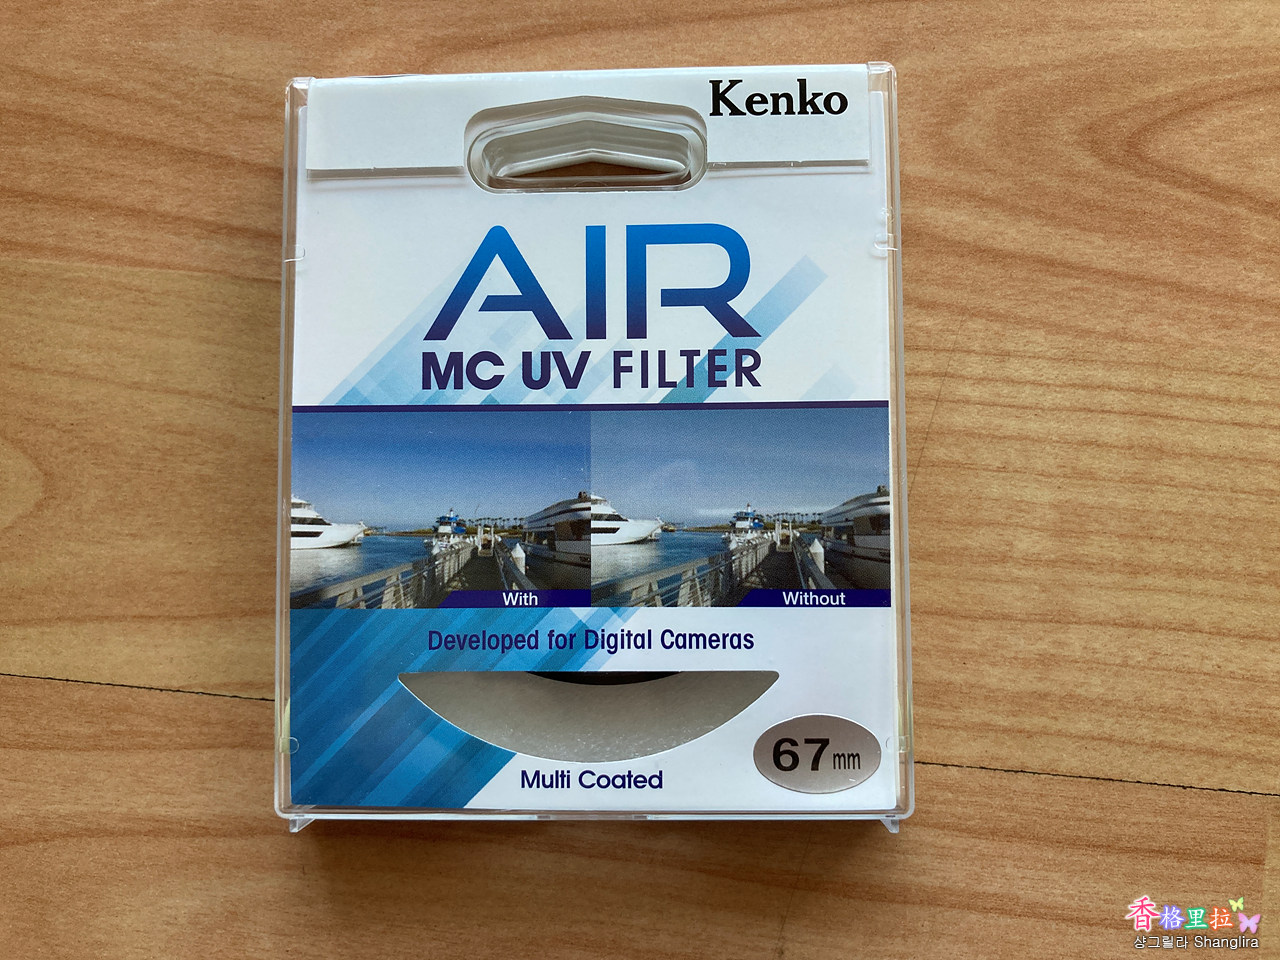 Kenko
AIR
MC UV FILTER
With
Without
Developed for Digital Cameras
Multi Coated
67mm
香格里拉
샹그릴라 Shanglira